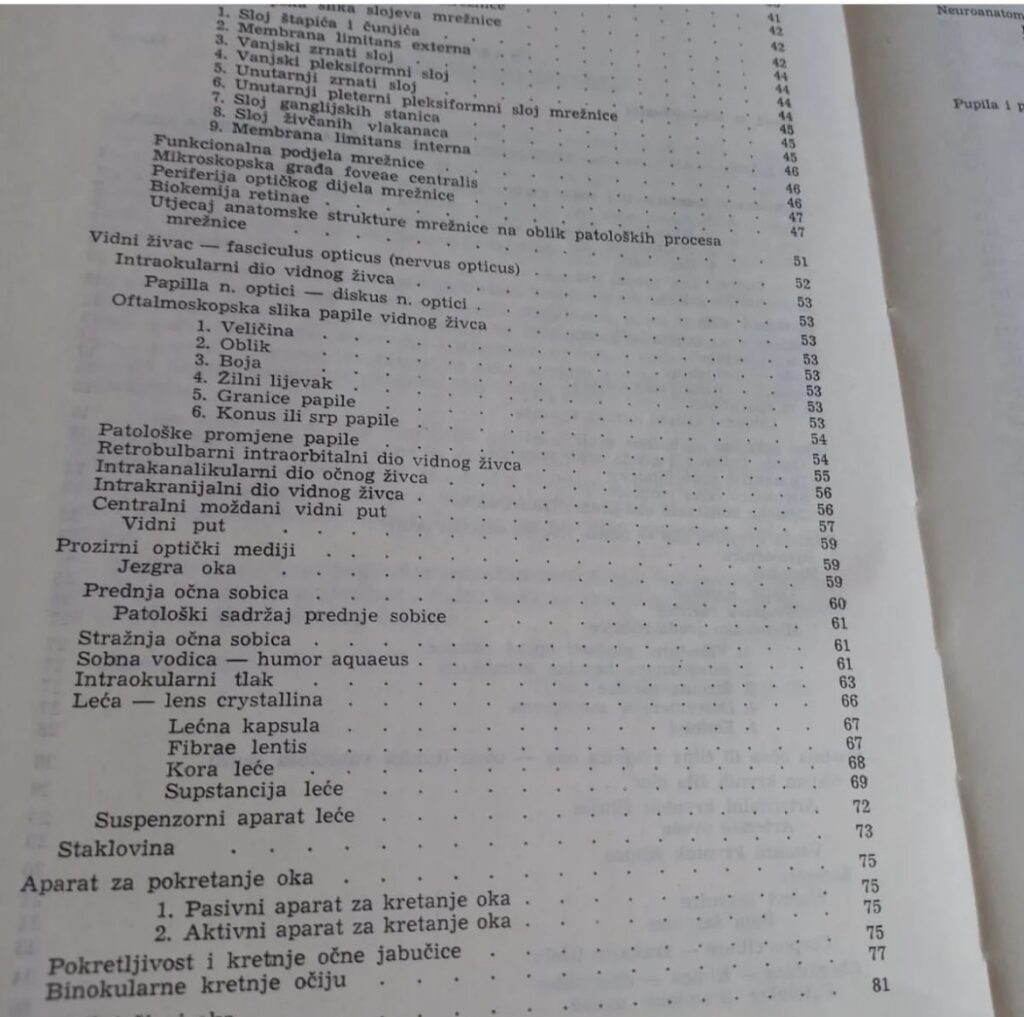 slika slojeva mrežnice . . . 42
1. Sloj štapića i čunjića . . . 42
2. Membrana limitans externa . . . 44
3. Vanjski zrnati sloj . . . 44
4. Vanjski pleksiformni sloj . . . 44
5. Unutarnji zrnati sloj . . . 44
6. Unutarnji pleterni pleksiformni sloj mrežnice . . . 45
7. Sloj ganglijskih stanica . . . 45
8. Sloj živčanih vlakanaca . . . 45
9. Membrana limitans interna . . . 46
Funkcionalna podjela mrežnice . . . 46
Mikroskopska građa foveae centralis . . . 46
Periferija optičkog dijela mrežnice . . . 47
Biokemija retinae . . . 47
Utjecaj anatomske strukture mrežnice na oblik patoloških procesa
mrežnice . . . 51
Vidni živac — fasciculus opticus (nervus opticus) . . . 52
Intraokularni dio vidnog živca . . . 53
Papilla n. optici — diskus n. optici . . . 53
Oftalmoskopska slika papile vidnog živca . . . 53
1. Veličina . . . 53
2. Oblik . . . 53
3. Boja . . . 53
4. Žilni lijevak . . . 53
5. Granice papile . . . 53
6. Konus ili srp papile . . . 54
Patološke promjene papile . . . 54
Retrobulbarni intraorbitalni dio vidnog živca . . . 55
Intrakanalikularni dio očnog živca . . . 56
Intrakranijalni dio vidnog živca . . . 56
Centralni moždani vidni put . . . 57
Vidni put . . . 59
Prozirni optički mediji . . . 59
Jezgra oka . . . 59
Prednja očna sobica . . . 60
Patološki sadržaj prednje sobice . . . 61
Stražnja očna sobica . . . 61
Sobna vodica — humor aquaeus . . . 61
Intraokularni tlak . . . 63
Leća — lens crystallina . . . 66
Lećna kapsula . . . 67
Fibrae lentis . . . 67
Kora leće . . . 68
Supstancija leće . . . 69
Suspenzorni aparat leće . . . 72
Staklovina . . . 73
Aparat za pokretanje oka . . . 75
1. Pasivni aparat za kretanje oka . . . 75
2. Aktivni aparat za kretanje oka . . . 75
Pokretljivost i kretnje očne jabučice . . . 75
Binokularne kretnje očiju . . . 77
81
Pupila i